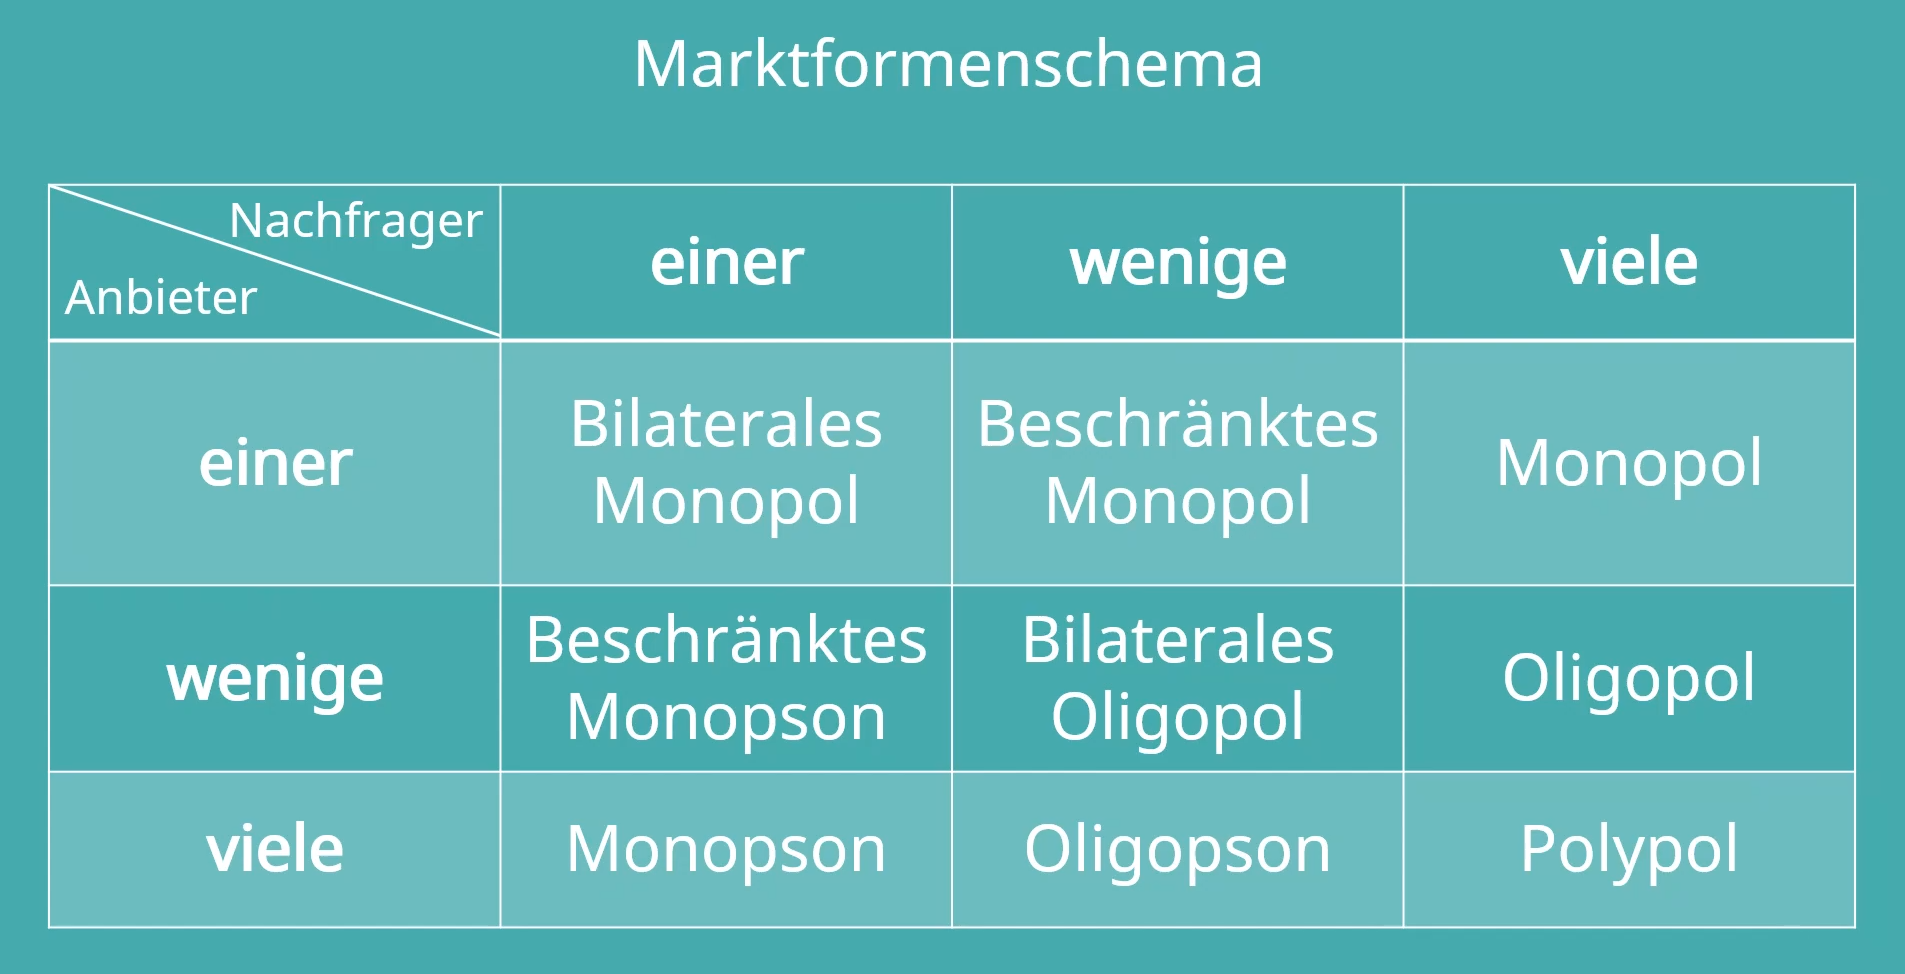 Marktformenschema
Nachfrager
Anbieter
einer
wenige
viele
einer
Bilaterales
Monopol
Beschränktes
Monopol
Monopol
wenige
Beschränktes
Monopson
Bilaterales
Oligopol
Oligopol
viele
Monopson
Oligopson
Polypol